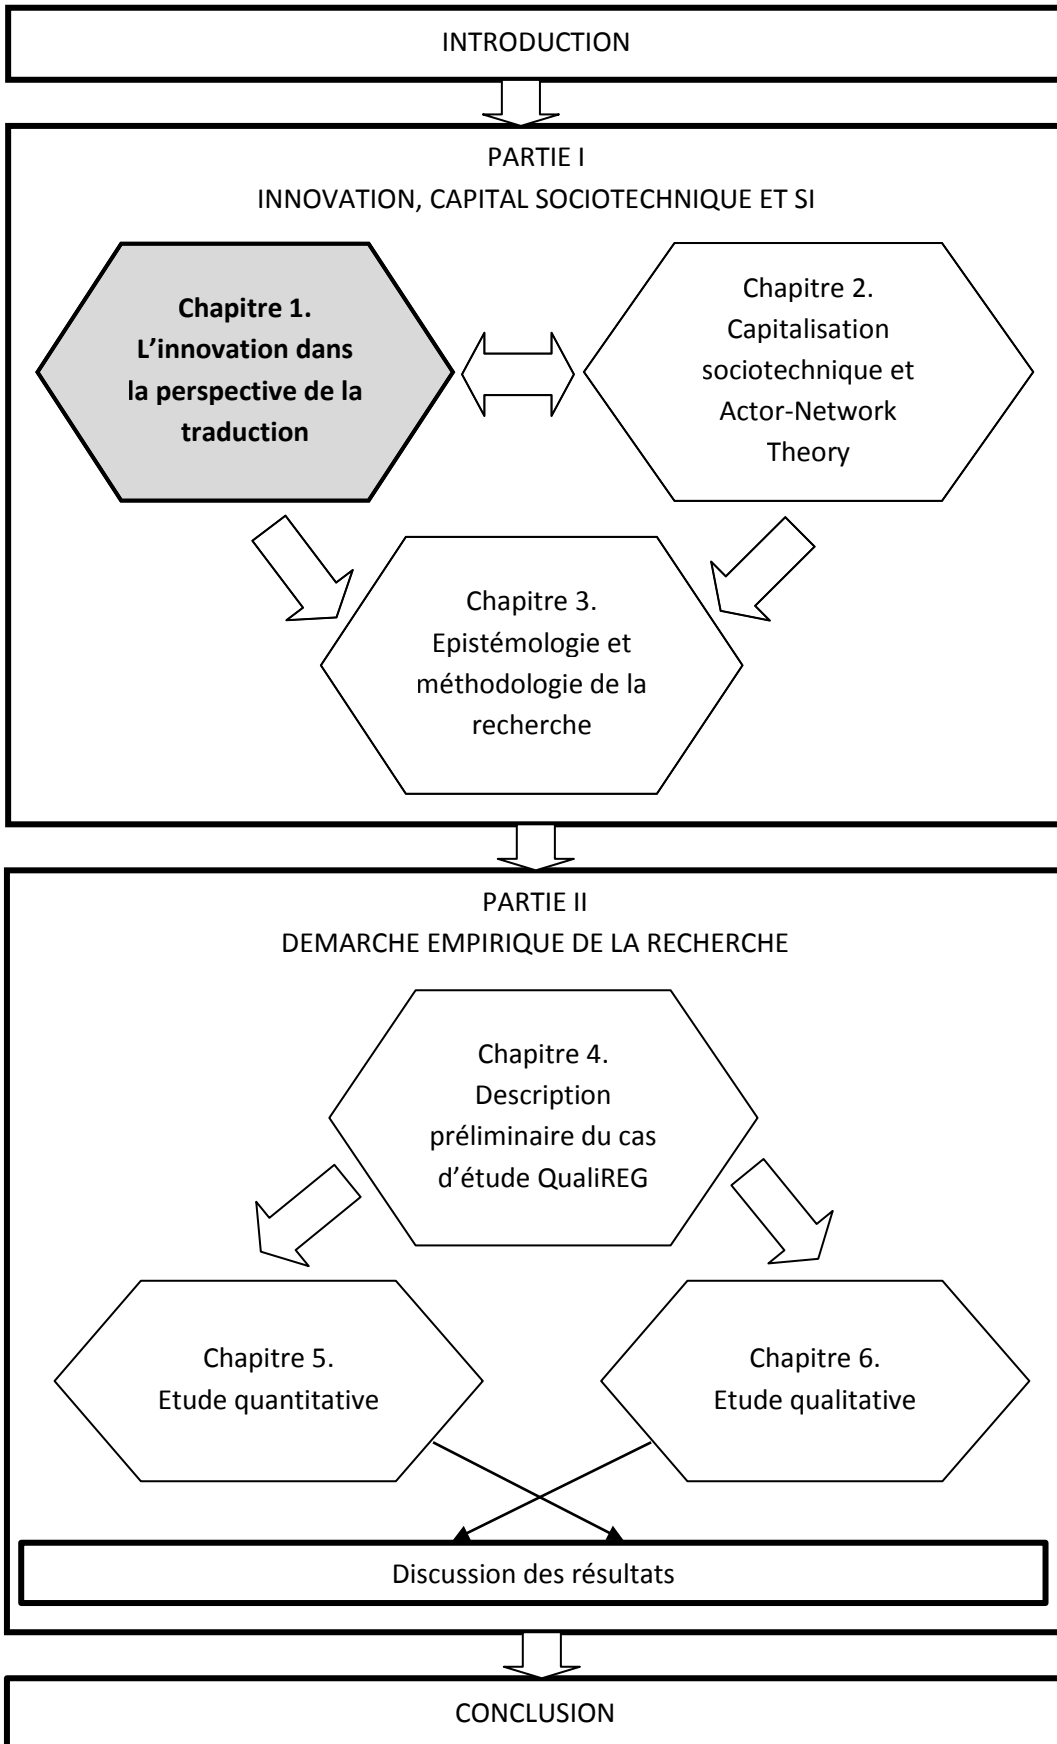 INTRODUCTION
PARTIE I
INNOVATION, CAPITAL SOCIOTECHNIQUE ET SI
Chapitre 1.
L'innovation dans
la perspective de la
traduction
Chapitre 2.
Capitalisation
sociotechnique et
Actor-Network
Theory
Chapitre 3.
Epistémologie et
méthodologie de la
recherche
PARTIE II
DEMARCHE EMPIRIQUE DE LA RECHERCHE
Chapitre 4.
Description
préliminaire du cas
d'étude QualiREG
Chapitre 5.
Etude quantitative
Chapitre 6.
Etude qualitative
Discussion des résultats
CONCLUSION